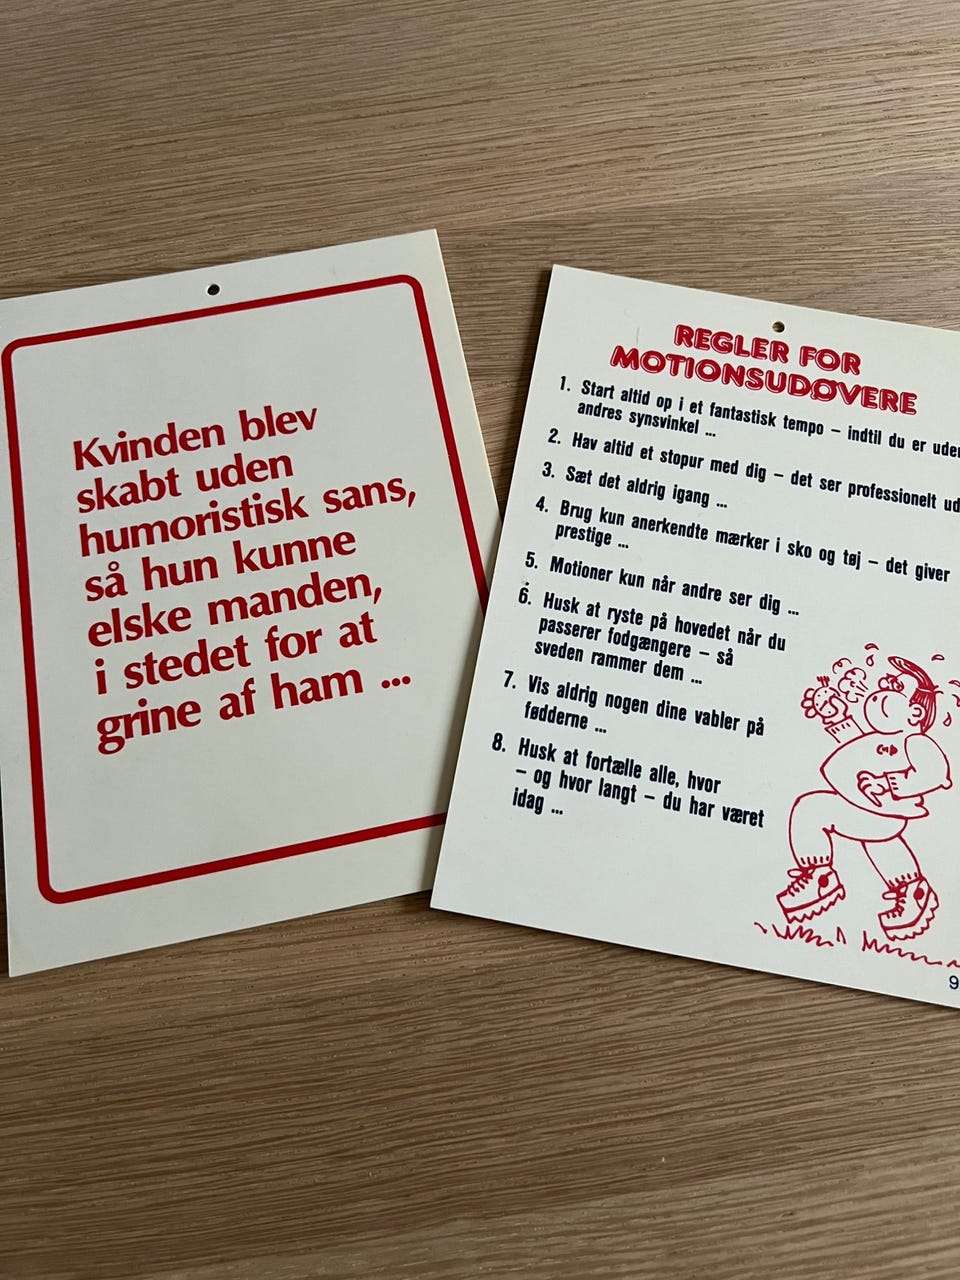 Kvinden blev
skabt uden
humoristisk sans,
så hun kunne
elske manden,
i stedet for at
grine af ham ...
REGLER FOR
MOTIONSUDØVERE
1. Start altid op i et fantastisk tempo – indtil du er uden
andres synsvinkel ...
2. Hav altid et stopur med dig – det ser professionelt ud
3. Sæt det aldrig igang ...
4. Brug kun anerkendte mærker i sko og tøj – det giver
prestige ...
5. Motioner kun når andre ser dig ...
6. Husk at ryste på hovedet når du
passerer fodgængere – så
sveden rammer dem ...
7. Vis aldrig nogen dine vabler på
fødderne ...
8. Husk at fortælle alle, hvor
– og hvor langt – du har været
idag ...
9